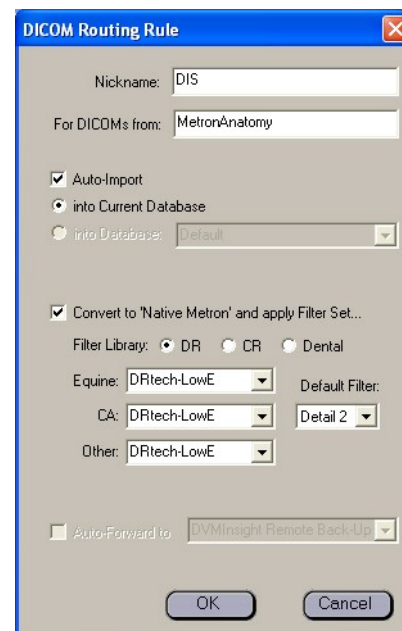 DICOM Routing Rule
Nickname: DIS
For DICOMs from: MetronAnatomy
Auto-Import
into Current Database
into Database: Default
Convert to 'Native Metron' and apply Filter Set...
Filter Library: DR CR Dental
Equine: DRtech-LowE Default Filter:
CA: DRtech-LowE Detail 2
Other: DRtech-LowE
Auto-Forward to DVMInsight Remote Back-Up
OK Cancel